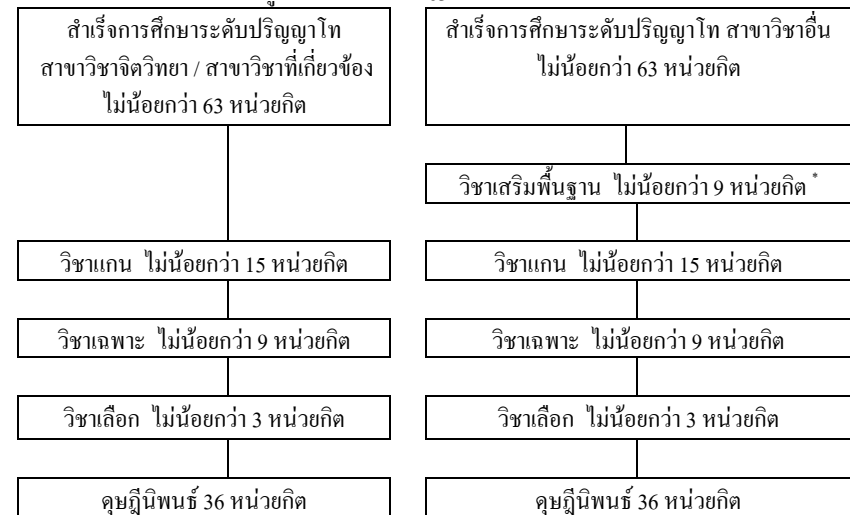 สำเร็จการศึกษาระดับปริญญาโท
สาขาวิชาจิตวิทยา / สาขาวิชาที่เกี่ยวข้อง
ไม่น้อยกว่า 63 หน่วยกิต
สำเร็จการศึกษาระดับปริญญาโท สาขาวิชาอื่น
ไม่น้อยกว่า 63 หน่วยกิต
วิชาเสริมพื้นฐาน ไม่น้อยกว่า 9 หน่วยกิต *
วิชาแกน ไม่น้อยกว่า 15 หน่วยกิต
วิชาแกน ไม่น้อยกว่า 15 หน่วยกิต
วิชาเฉพาะ ไม่น้อยกว่า 9 หน่วยกิต
วิชาเฉพาะ ไม่น้อยกว่า 9 หน่วยกิต
วิชาเลือก ไม่น้อยกว่า 3 หน่วยกิต
วิชาเลือก ไม่น้อยกว่า 3 หน่วยกิต
ดุษฎีนิพนธ์ 36 หน่วยกิต
ดุษฎีนิพนธ์ 36 หน่วยกิต